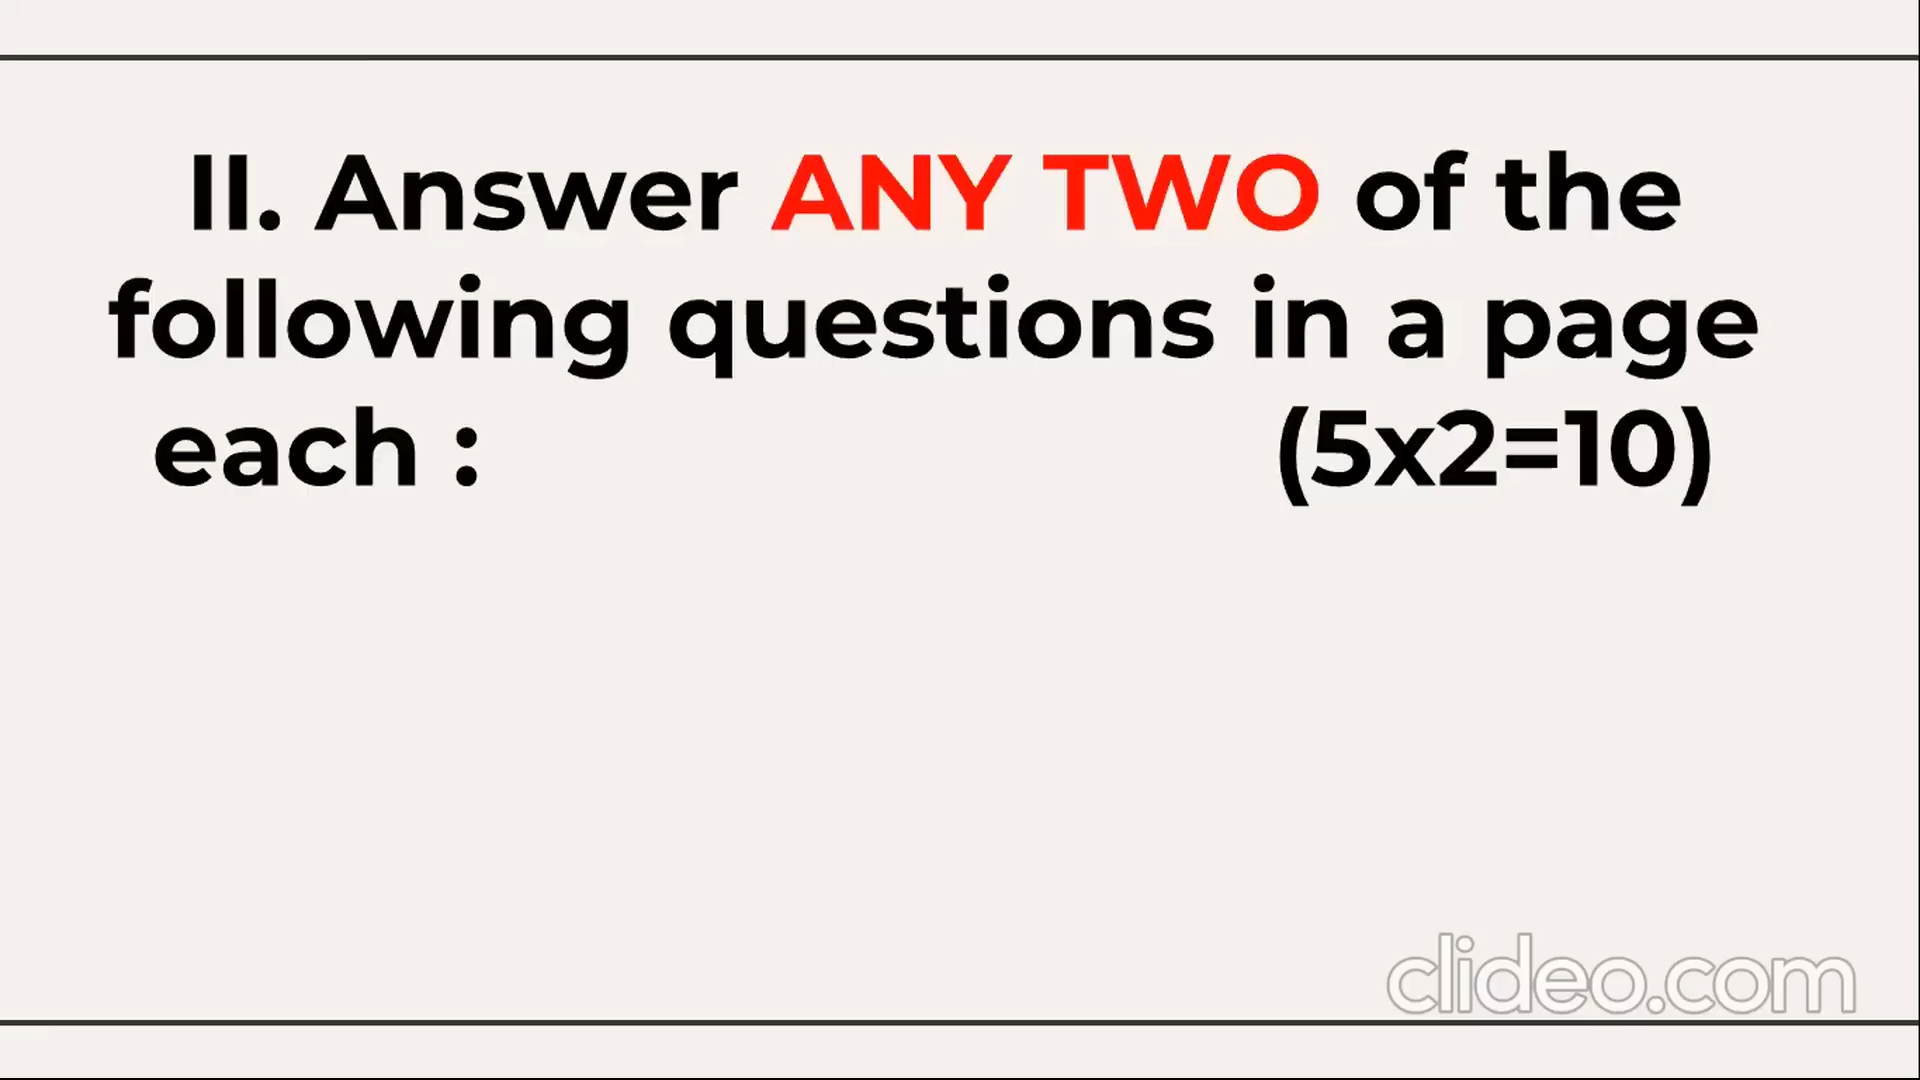 II. Answer ANY TWO of the
following questions in a page
each : (5x2=10)
clideo.com